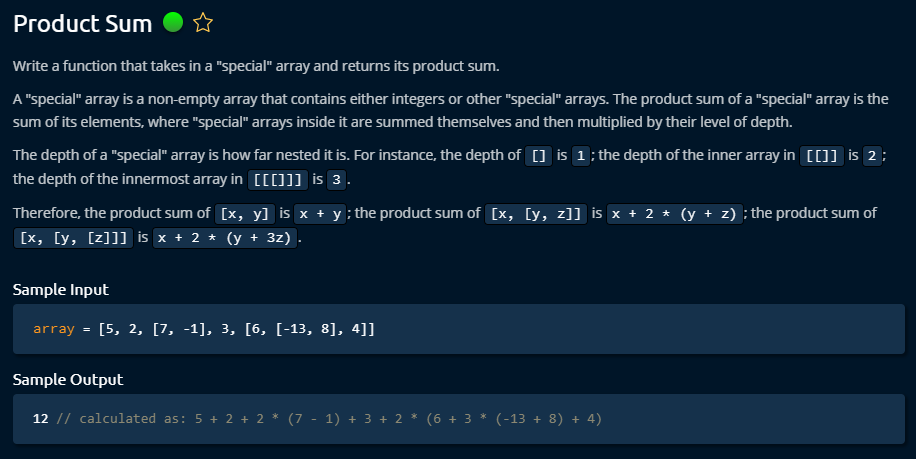 Product Sum
Write a function that takes in a "special" array and returns its product sum.
A "special" array is a non-empty array that contains either integers or other "special" arrays. The product sum of a "special" array is the
sum of its elements, where "special" arrays inside it are summed themselves and then multiplied by their level of depth.
The depth of a "special" array is how far nested it is. For instance, the depth of [] is 1; the depth of the inner array in [[]] is 2;
the depth of the innermost array in [[[]]] is 3.
Therefore, the product sum of [x, y] is x + y; the product sum of [x, [y, z]] is x + 2 * (y + z); the product sum of
[x, [y, [z]]] is x + 2 * (y + 3z).
Sample Input
array = [5, 2, [7, -1], 3, [6, [-13, 8], 4]]
Sample Output
12 // calculated as: 5 + 2 + 2 * (7 - 1) + 3 + 2 * (6 + 3 * (-13 + 8) + 4)